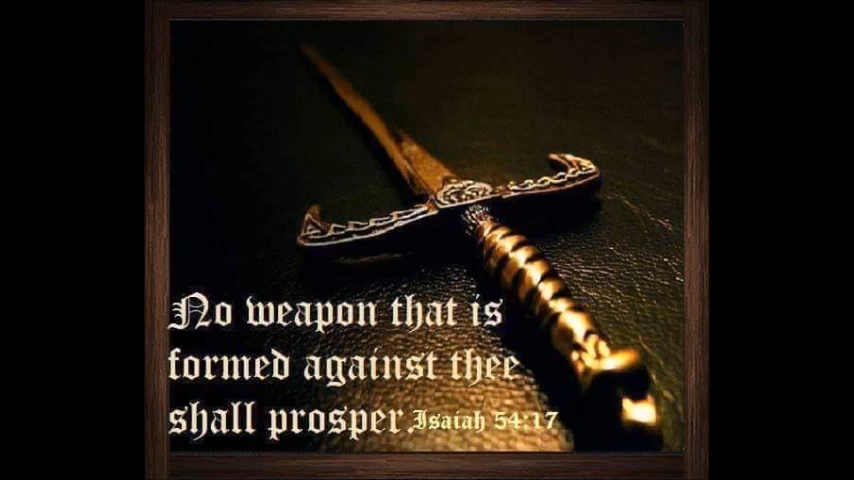 No weapon that is
formed against thee
shall prosper. Isaiah 54:17